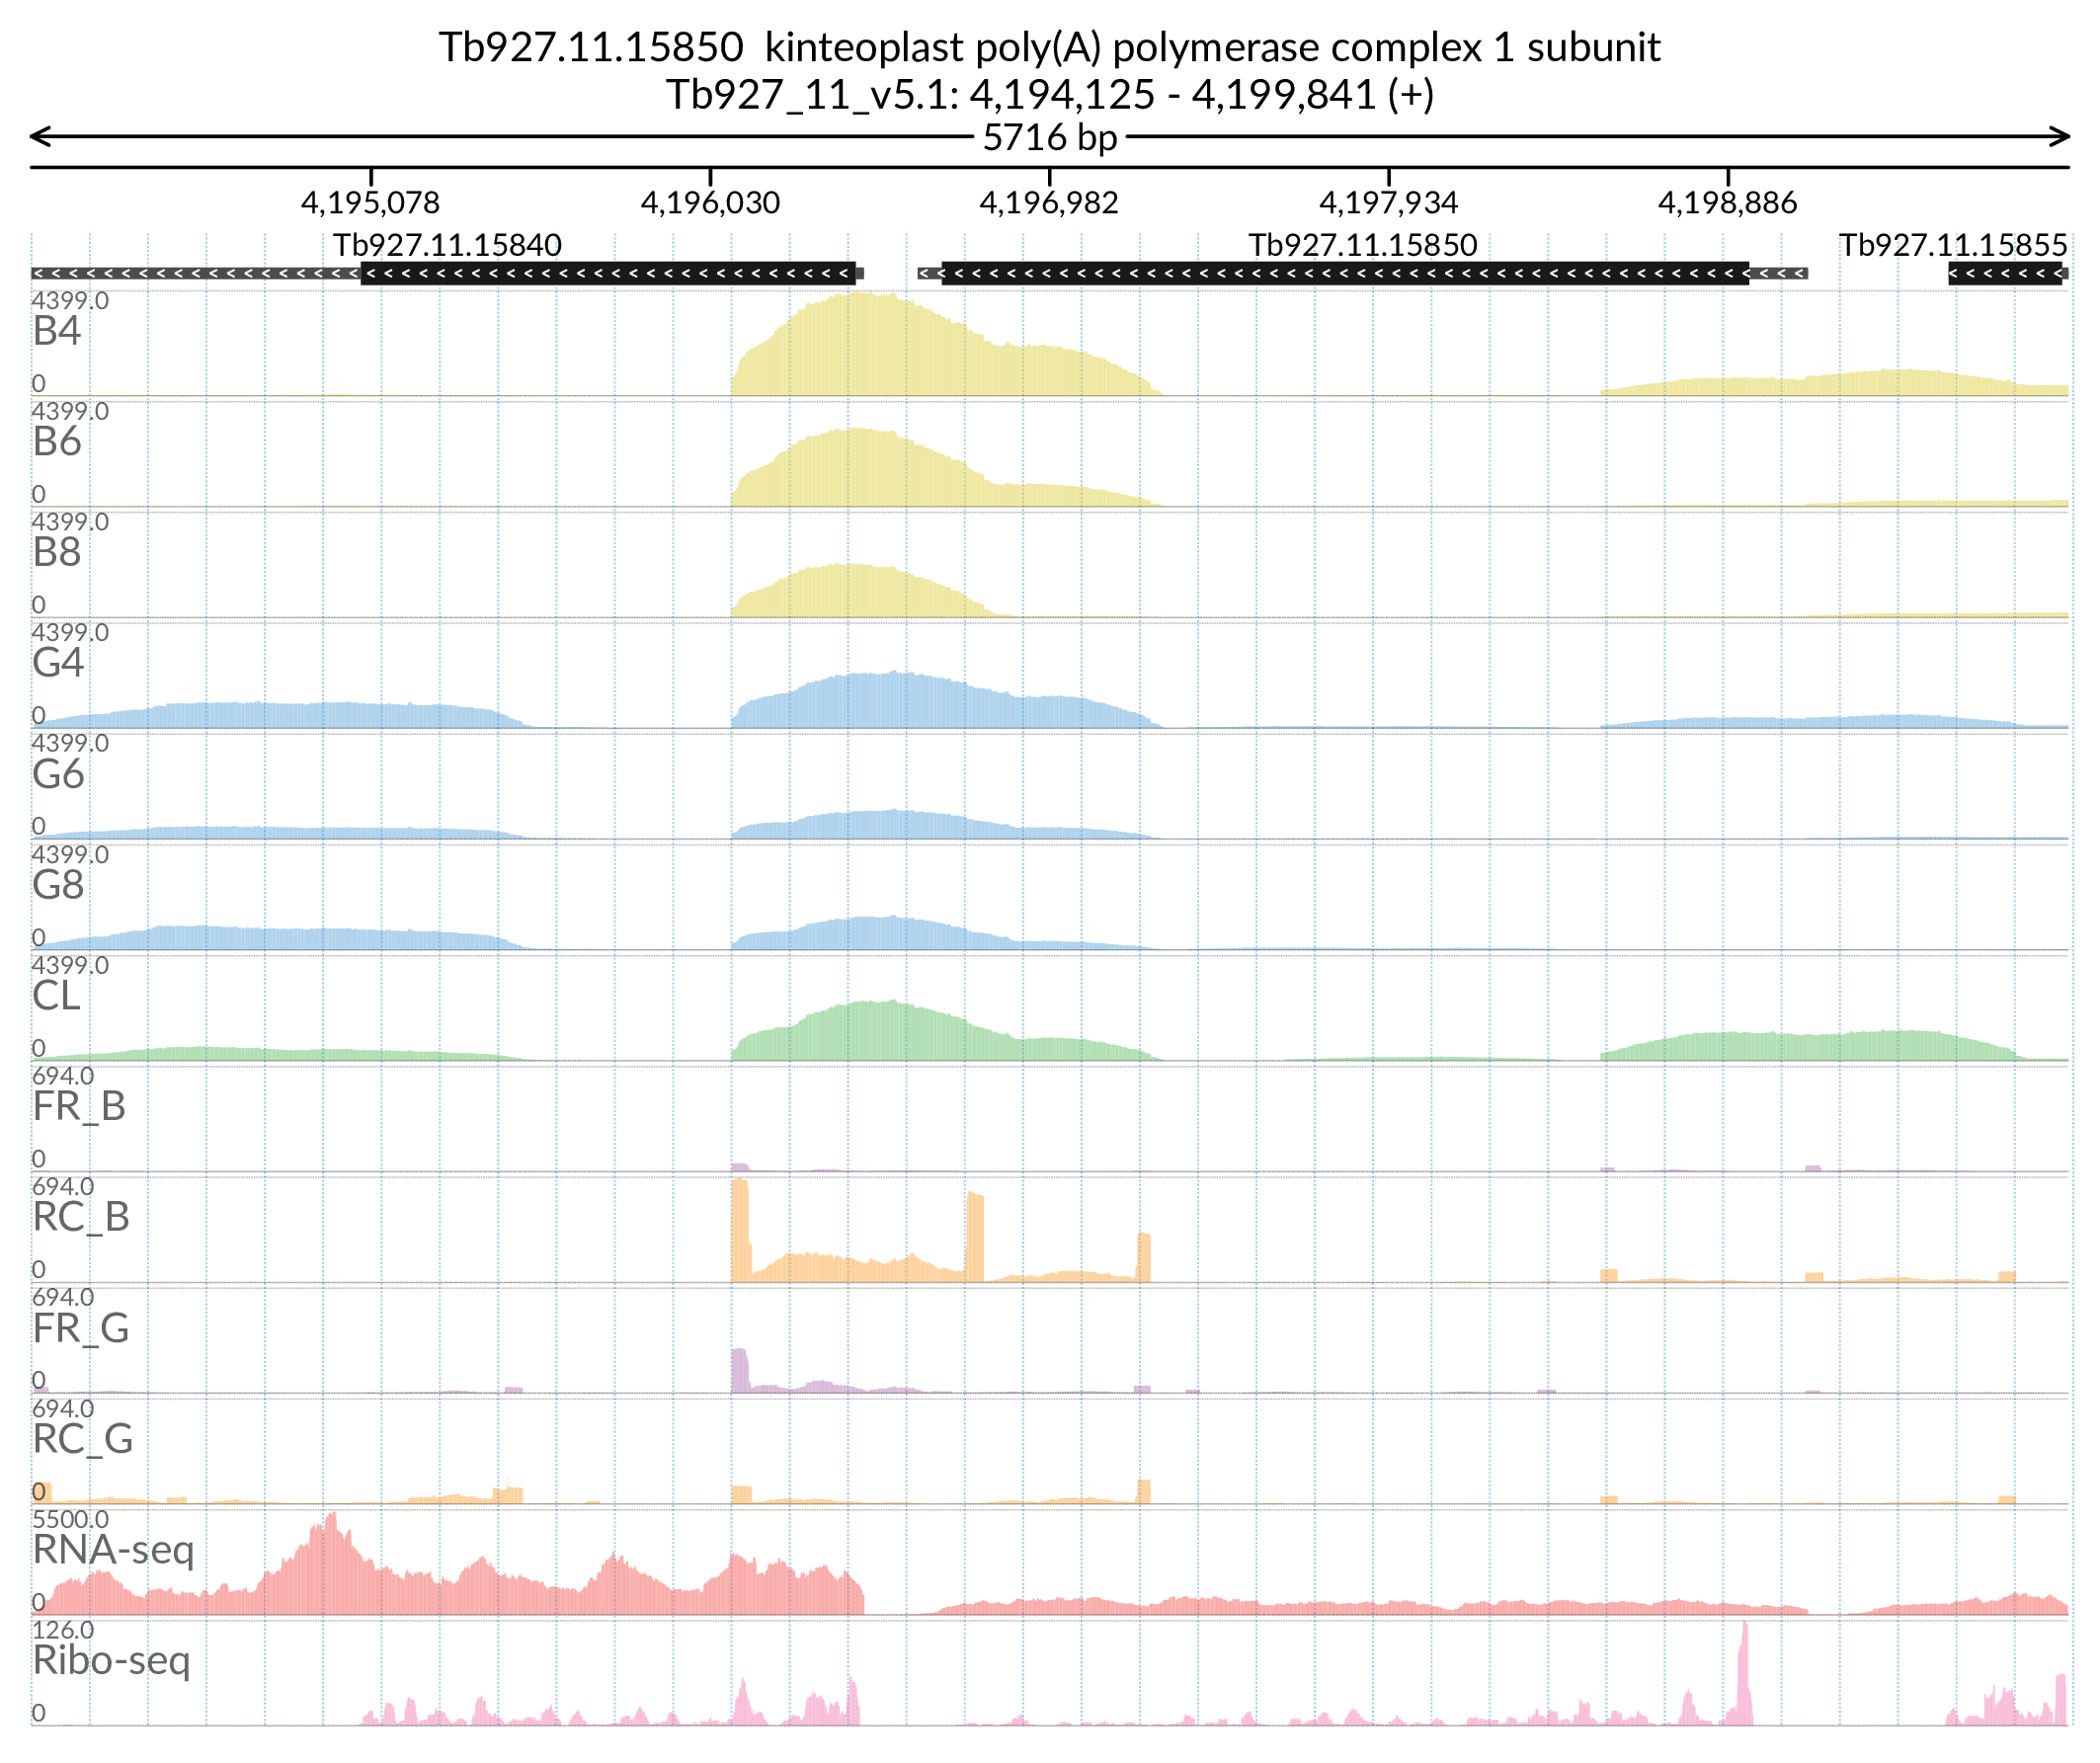 Tb927.11.15850  kinteoplast poly(A) polymerase complex 1 subunit
Tb927_11_v5.1: 4,194,125 - 4,199,841 (+)
5716 bp
4,195,078 4,196,030 4,196,982 4,197,934 4,198,886
Tb927.11.15840 Tb927.11.15850 Tb927.11.15855
4399.0
B4
0
4399.0
B6
0
4399.0
B8
0
4399.0
G4
0
4399.0
G6
0
4399.0
G8
0
4399.0
CL
0
694.0
FR_B
0
694.0
RC_B
0
694.0
FR_G
0
694.0
RC_G
0
5500.0
RNA-seq
0
126.0
Ribo-seq
0